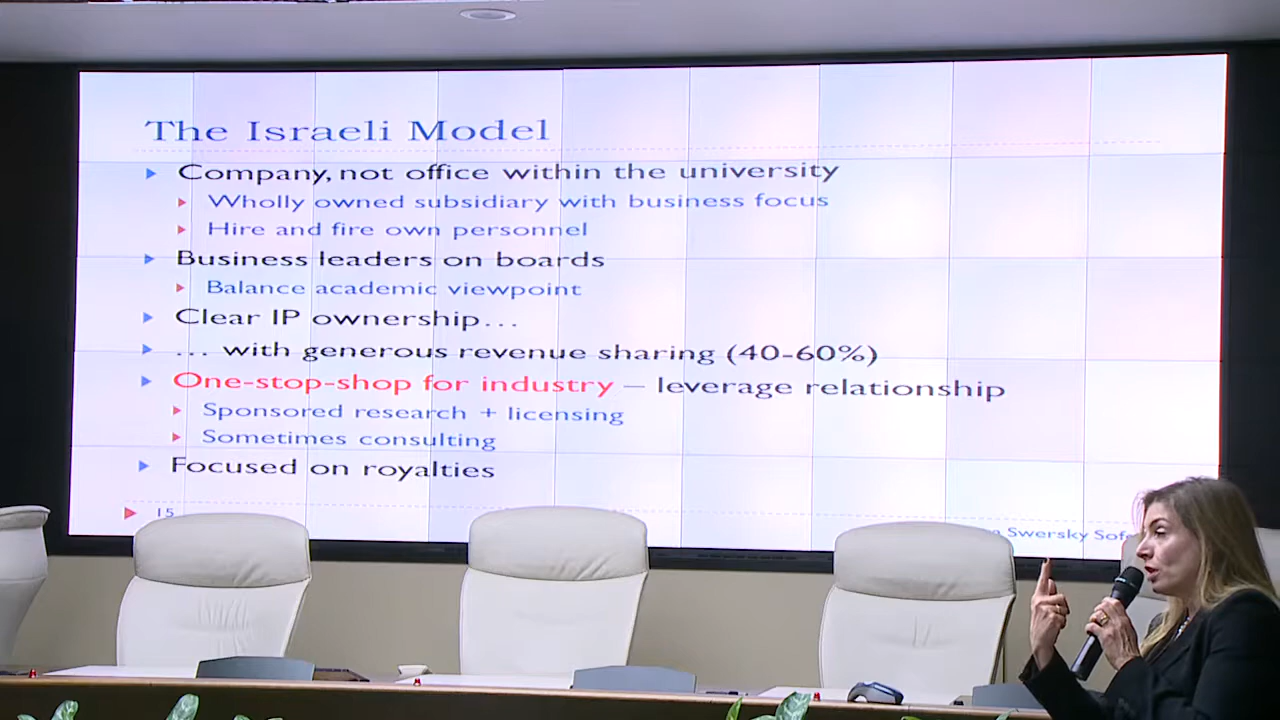 The Israeli Model
Company, not office within the university
Wholly owned subsidiary with business focus
Hire and fire own personnel
Business leaders on boards
Balance academic viewpoint
Clear IP ownership...
... with generous revenue sharing (40-60%)
One-stop-shop for industry – leverage relationship
Sponsored research + licensing
Sometimes consulting
Focused on royalties
15
Swersky